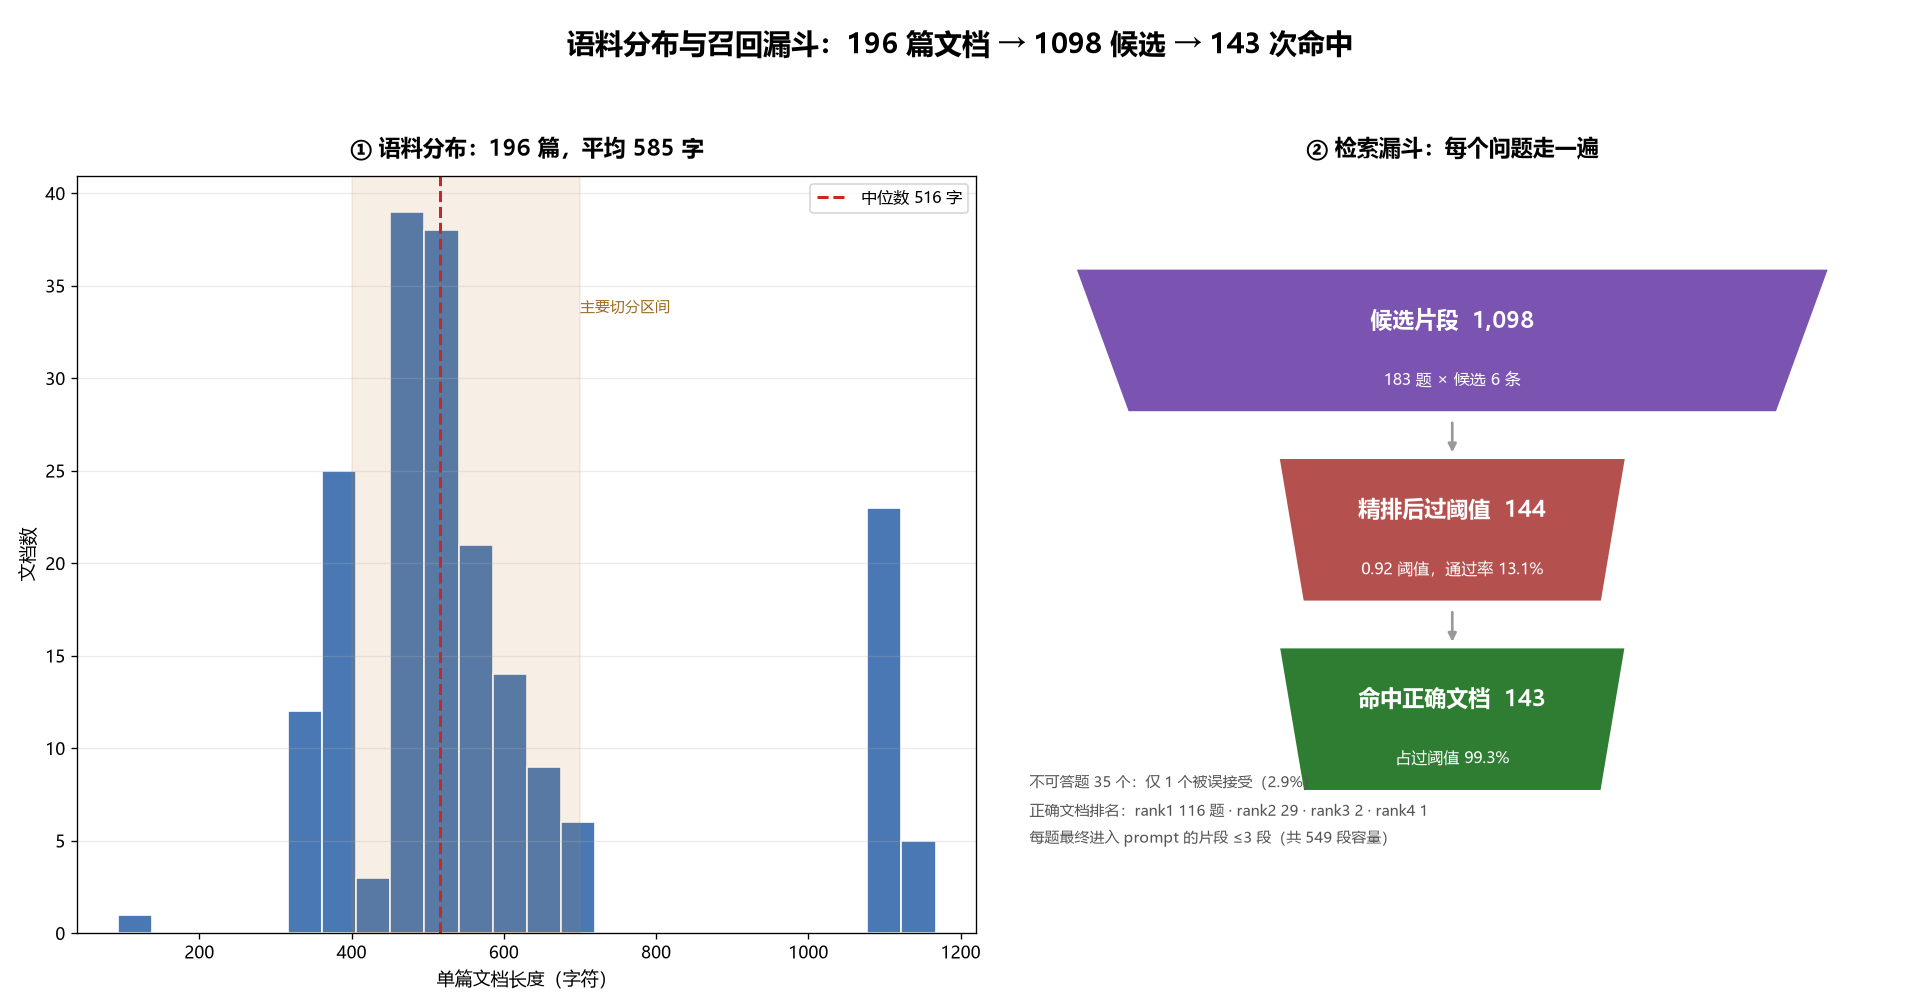 语料分布与召回漏斗：196 篇文档 → 1098 候选 → 143 次命中
① 语料分布：196 篇，平均 585 字
中位数 516 字
主要切分区间
文档数
40
35
30
25
20
15
10
5
0
200
400
600
800
1000
1200
单篇文档长度（字符）
② 检索漏斗：每个问题走一遍
候选片段 1,098
183 题 × 候选 6 条
精排后过阈值 144
0.92 阈值，通过率 13.1%
命中正确文档 143
占过阈值 99.3%
不可答题 35 个：仅 1 个被误接受（2.9%
正确文档排名：rank1 116 题 · rank2 29 · rank3 2 · rank4 1
每题最终进入 prompt 的片段 ≤3 段（共 549 段容量）